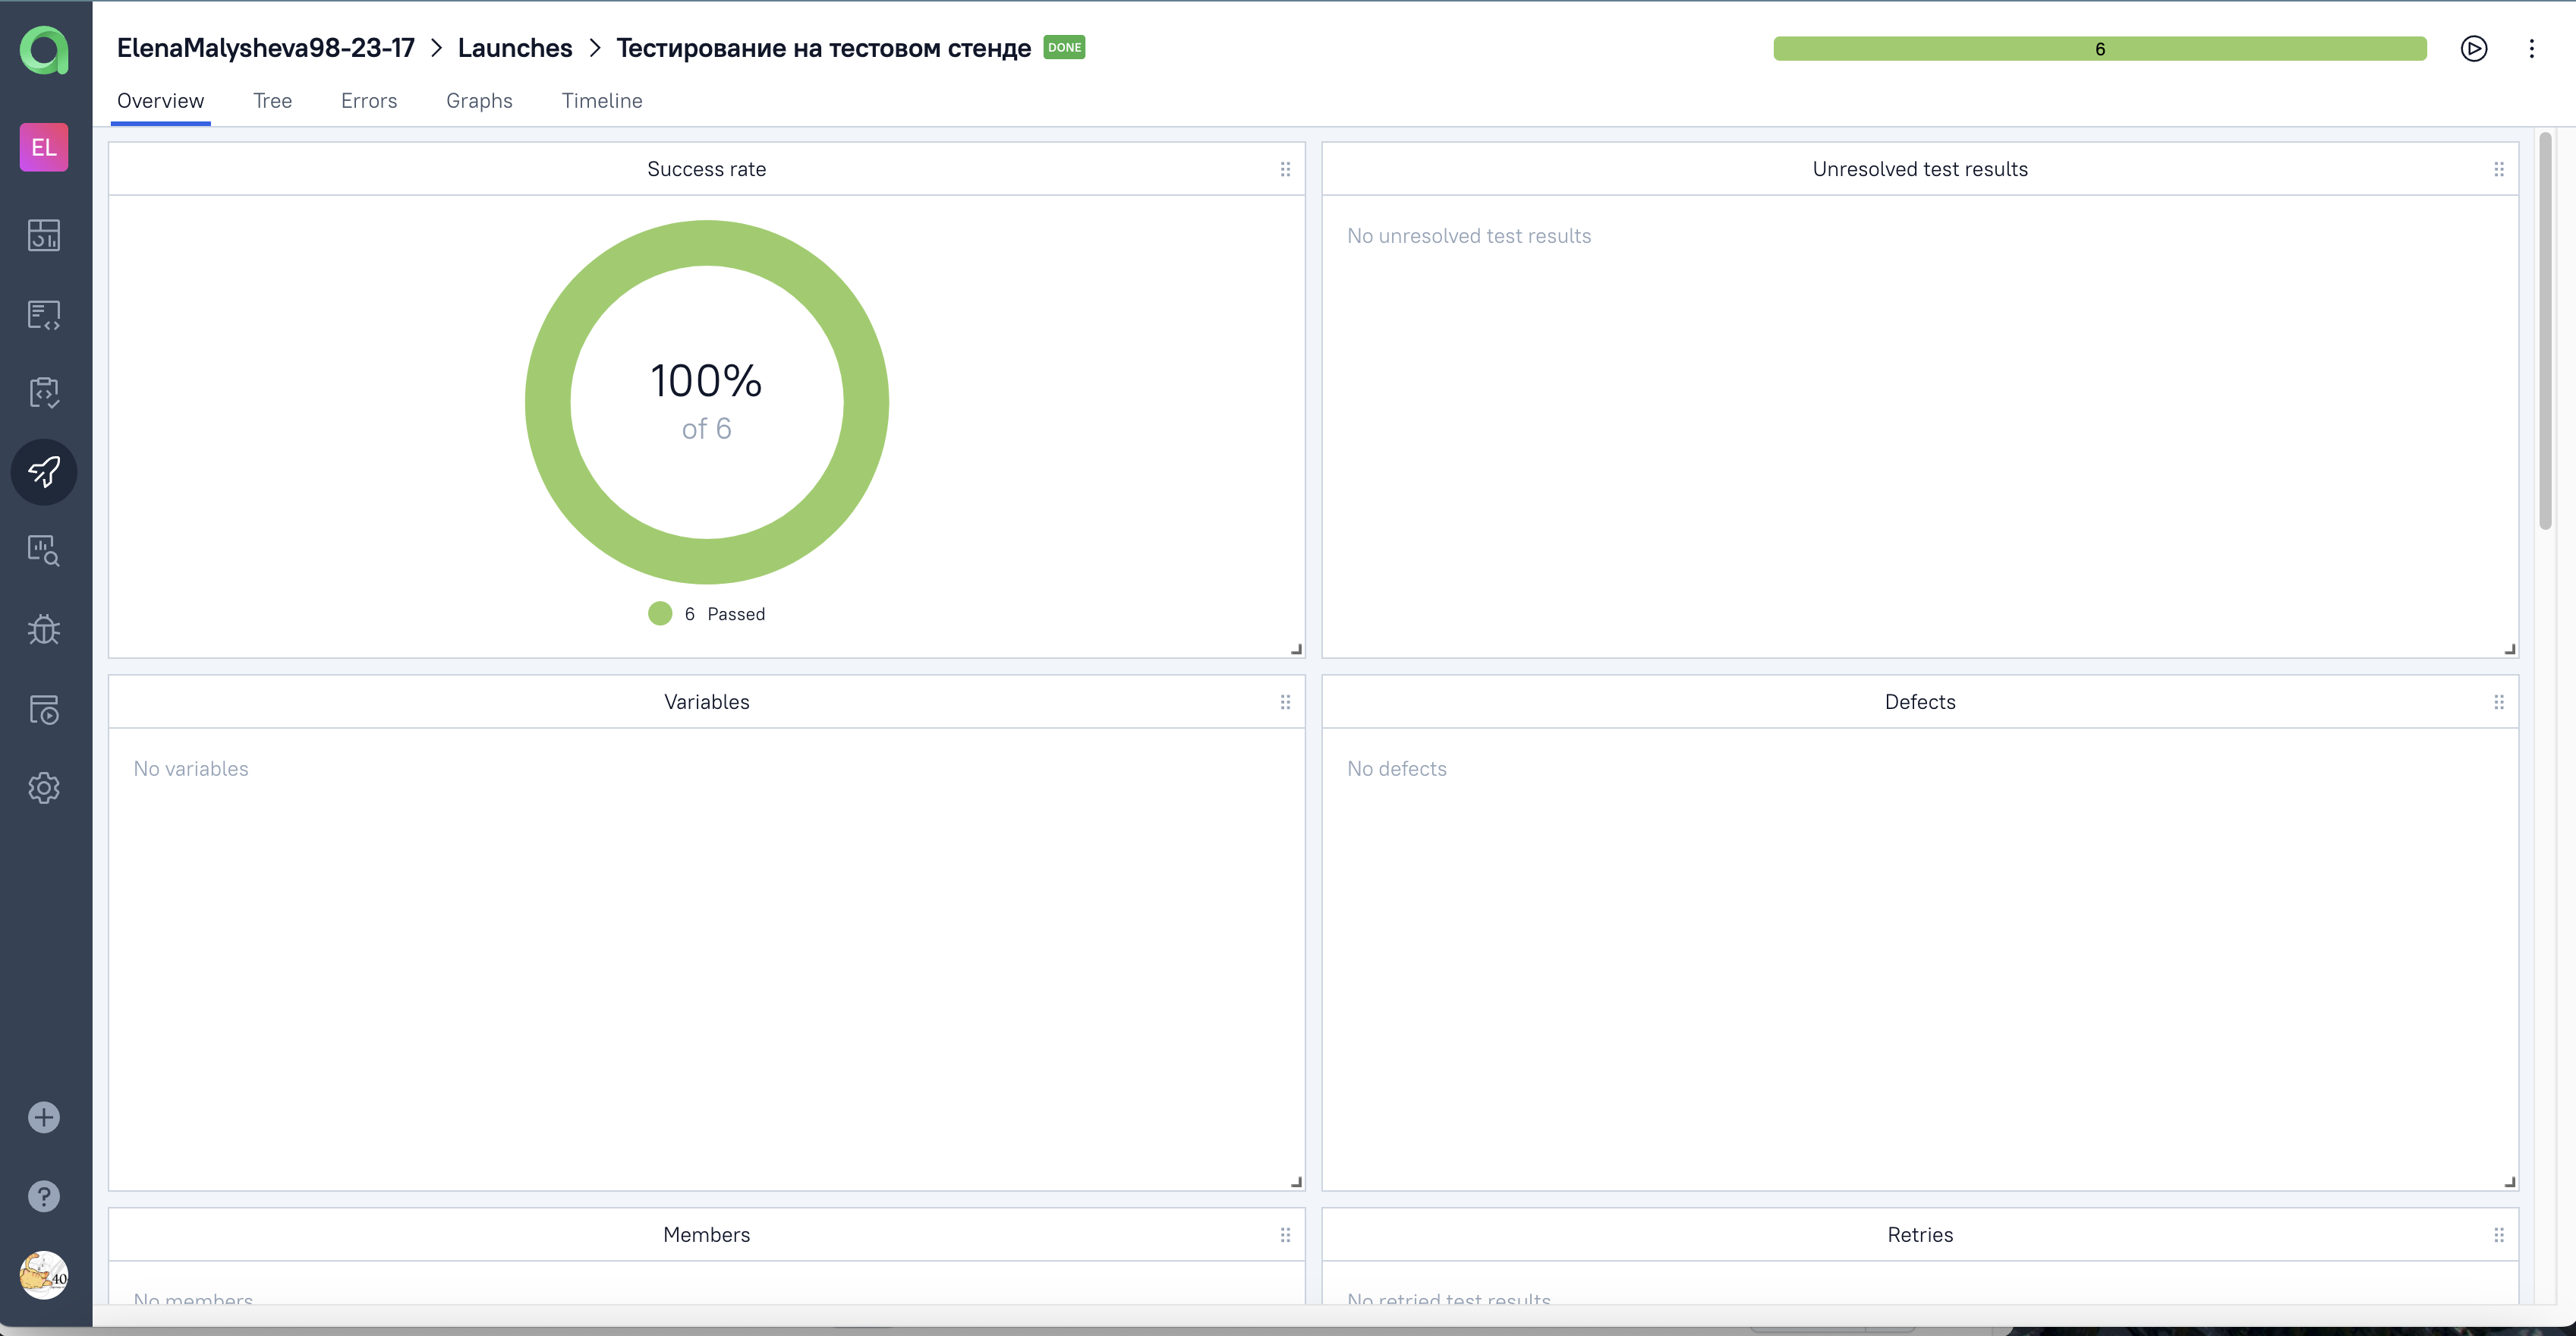 ElenaMalysheva98-23-17 > Launches > Тестирование на тестовом стенде DONE
6
Overview Tree Errors Graphs Timeline
EL
Success rate
100%
of 6
6 Passed
Unresolved test results
No unresolved test results
Variables
No variables
Defects
No defects
Members
No members
Retries
No retried test results
40